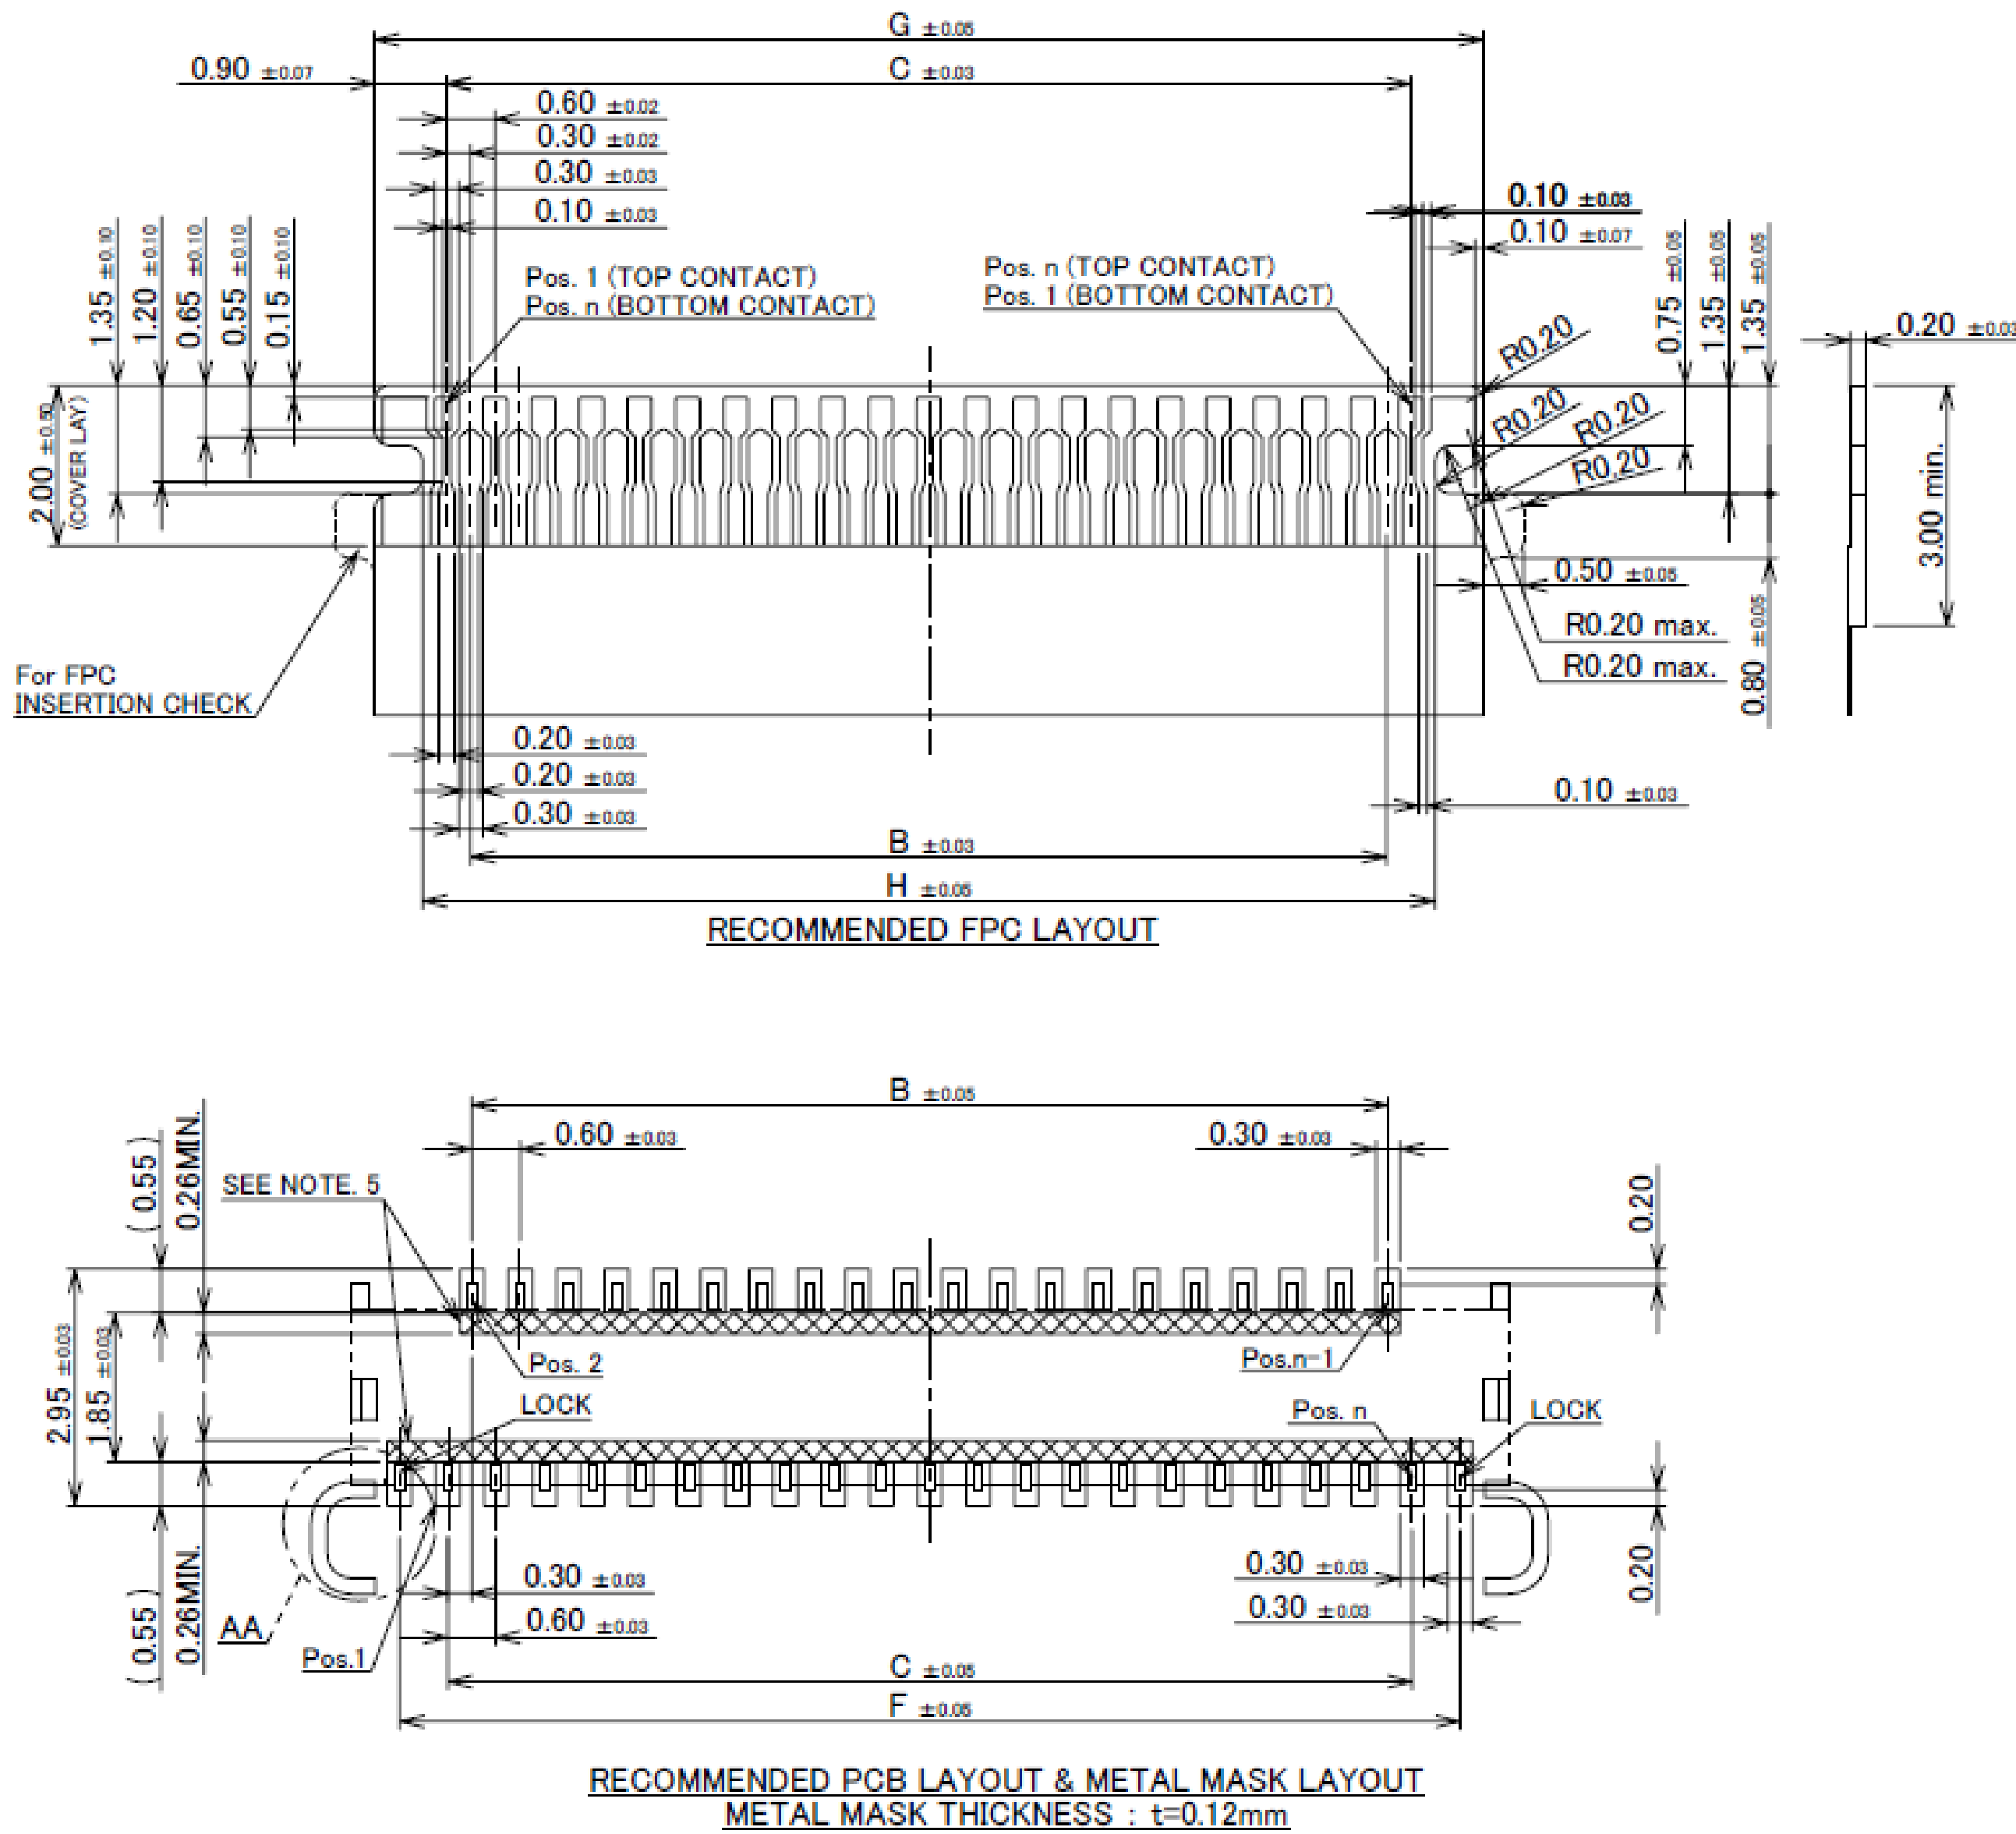 G ±0.05
0.90 ±0.07
C ±0.03
0.60 ±0.02
0.30 ±0.02
0.30 ±0.03
0.10 ±0.03
0.10 ±0.03
0.10 ±0.07
1.35 ±0.10
1.20 ±0.10
0.65 ±0.10
0.55 ±0.10
0.15 ±0.10
Pos. 1 (TOP CONTACT)
Pos. n (BOTTOM CONTACT)
Pos. n (TOP CONTACT)
Pos. 1 (BOTTOM CONTACT)
0.75 ±0.05
1.35 ±0.05
1.35 ±0.05
0.20 ±0.03
R0.20
R0.20
R0.20
R0.20
2.00 ±0.50
(COVER LAY)
3.00 min.
0.50 ±0.05
R0.20 max.
R0.20 max.
0.80 ±0.05
For FPC
INSERTION CHECK
0.20 ±0.03
0.20 ±0.03
0.30 ±0.03
0.10 ±0.03
B ±0.03
H ±0.05
RECOMMENDED FPC LAYOUT
B ±0.05
0.60 ±0.03
0.30 ±0.03
(0.55)
0.26MIN.
SEE NOTE. 5
0.20
2.95 ±0.03
1.85 ±0.03
Pos. 2
Pos.n-1
LOCK
Pos. n
LOCK
0.30 ±0.03
0.60 ±0.03
0.30 ±0.03
0.30 ±0.03
0.20
(0.55)
0.26MIN.
AA
Pos.1
C ±0.05
F ±0.05
RECOMMENDED PCB LAYOUT & METAL MASK LAYOUT
METAL MASK THICKNESS : t=0.12mm